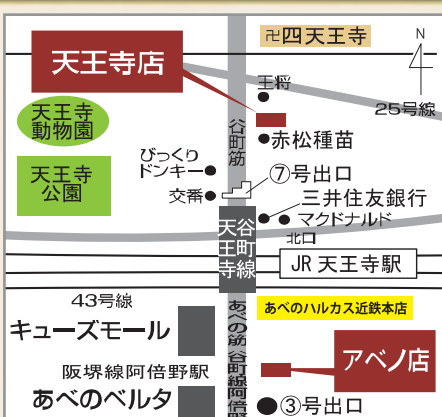 卍四天王寺
N
天王寺店
王将
25号線
天王寺
動物園
谷町筋
赤松種苗
びっくり
ドンキー
⑦号出口
天王寺
公園
交番
三井住友銀行
マクドナルド
北口
谷町線
天王寺
JR 天王寺駅
43号線
あべのハルカス近鉄本店
キューズモール
あべの筋
谷町線阿倍野
アベノ店
阪堺線阿倍野駅
あべのベルタ
③号出口